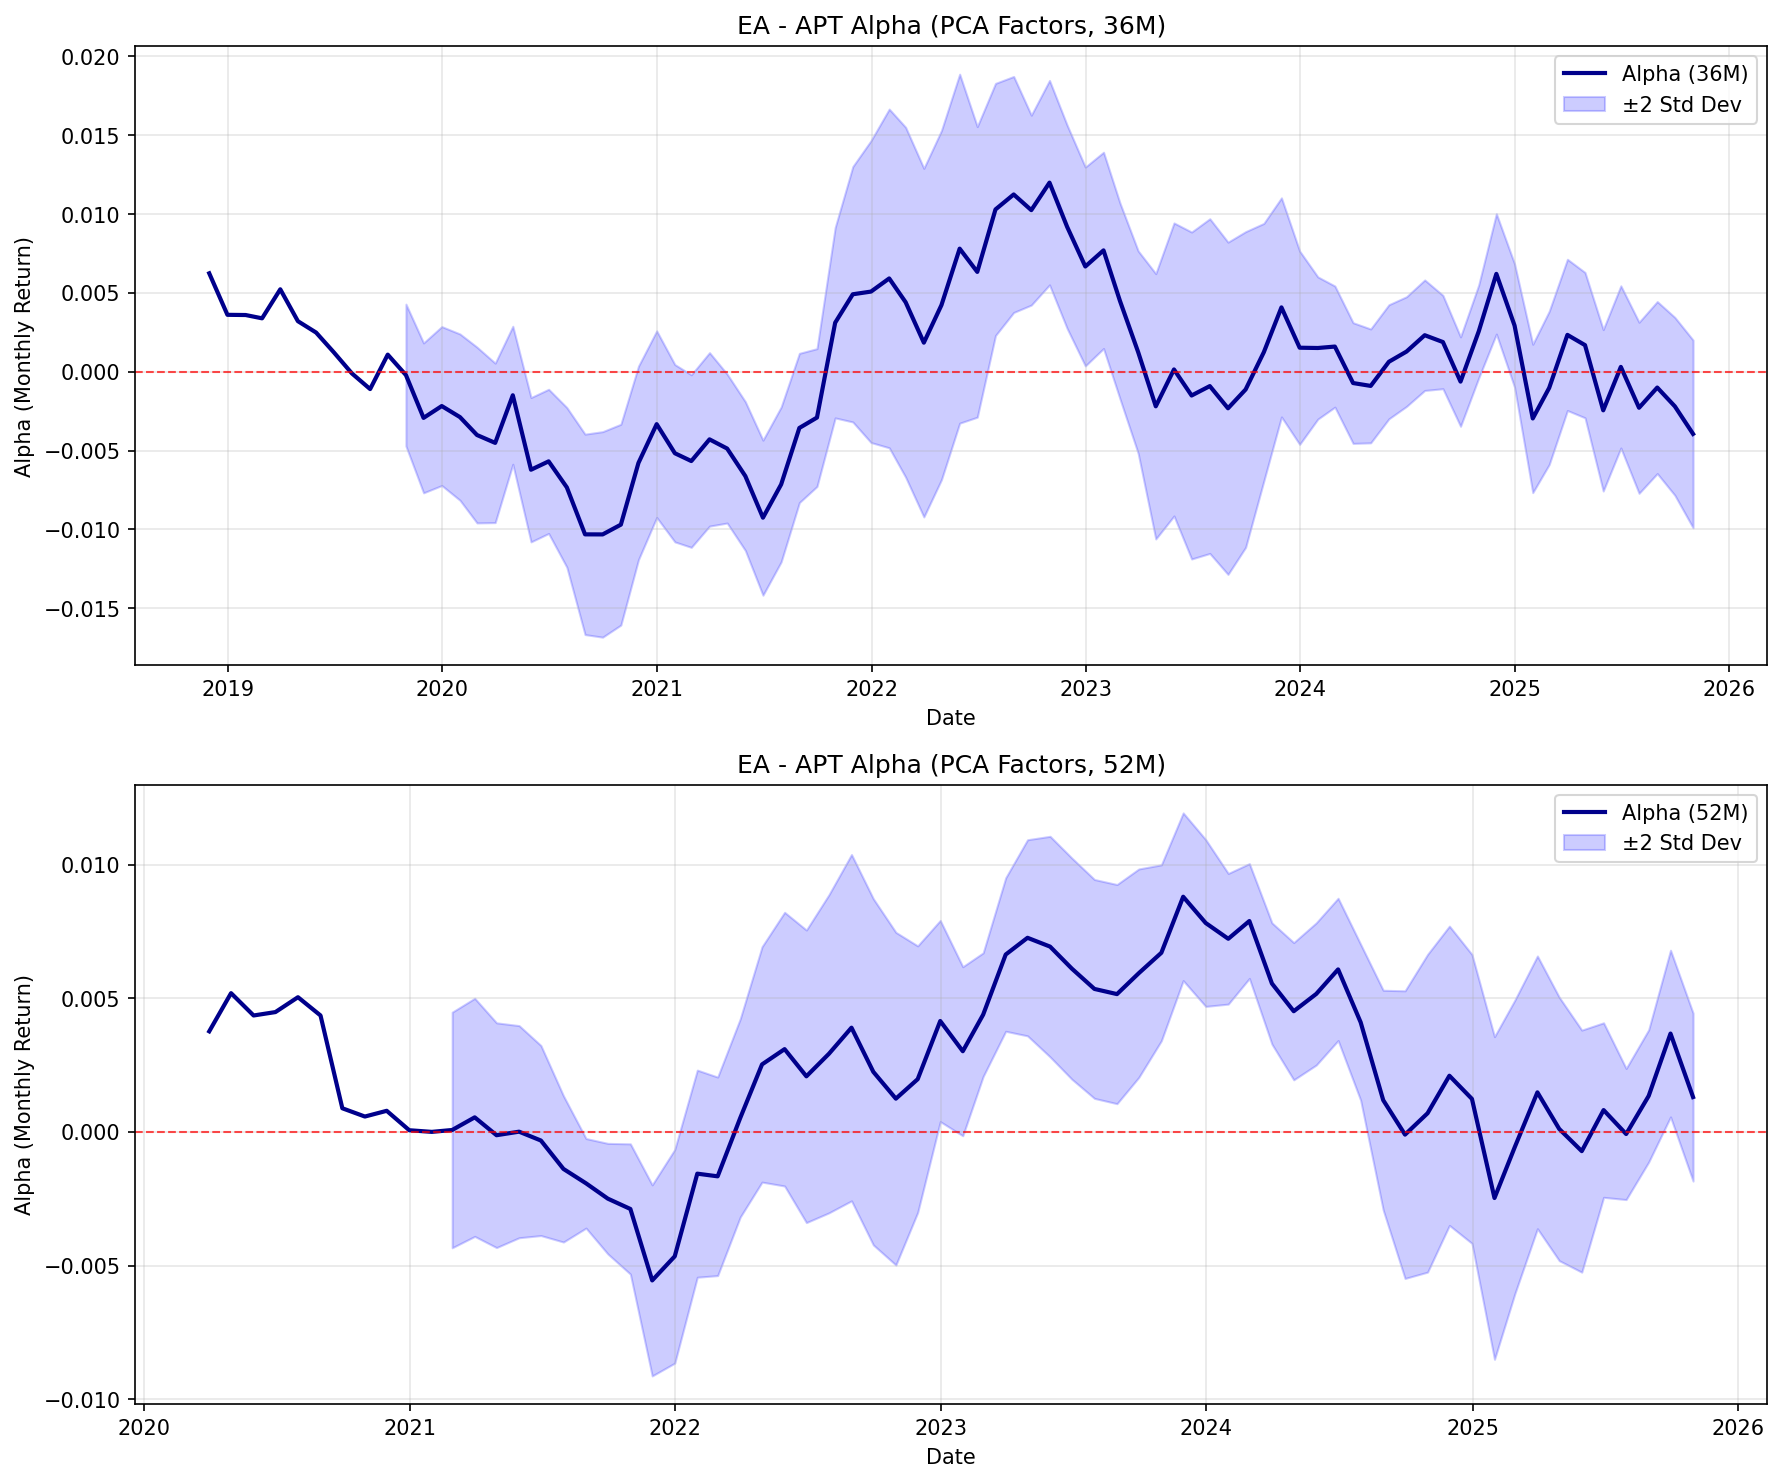 EA - APT Alpha (PCA Factors, 36M)
Alpha (Monthly Return)
0.020
0.015
0.010
0.005
0.000
−0.005
−0.010
−0.015
Alpha (36M)
±2 Std Dev
2019 2020 2021 2022 2023 2024 2025 2026
Date
EA - APT Alpha (PCA Factors, 52M)
Alpha (Monthly Return)
0.010
0.005
0.000
−0.005
−0.010
Alpha (52M)
±2 Std Dev
2020 2021 2022 2023 2024 2025 2026
Date